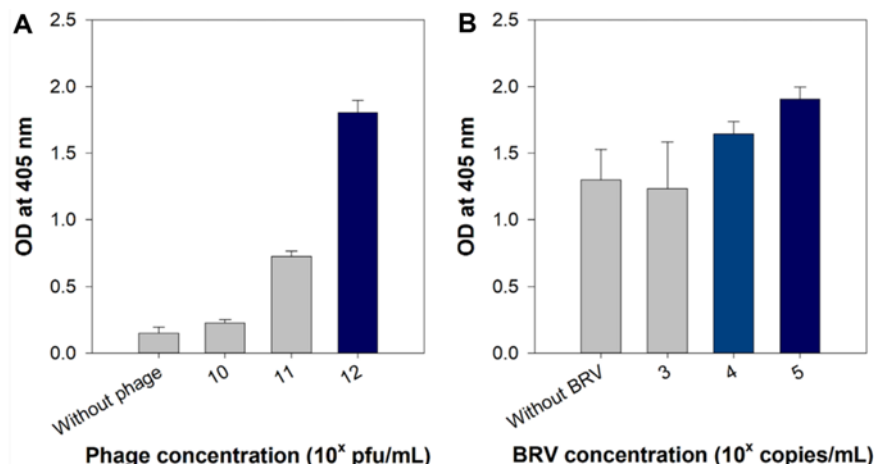 A
2.5
2.0
1.5
1.0
0.5
0.0
OD at 405 nm
Without phage
10
11
12
Phage concentration (10^x pfu/mL)
B
2.5
2.0
1.5
1.0
0.5
0.0
OD at 405 nm
Without BRV
3
4
5
BRV concentration (10^x copies/mL)